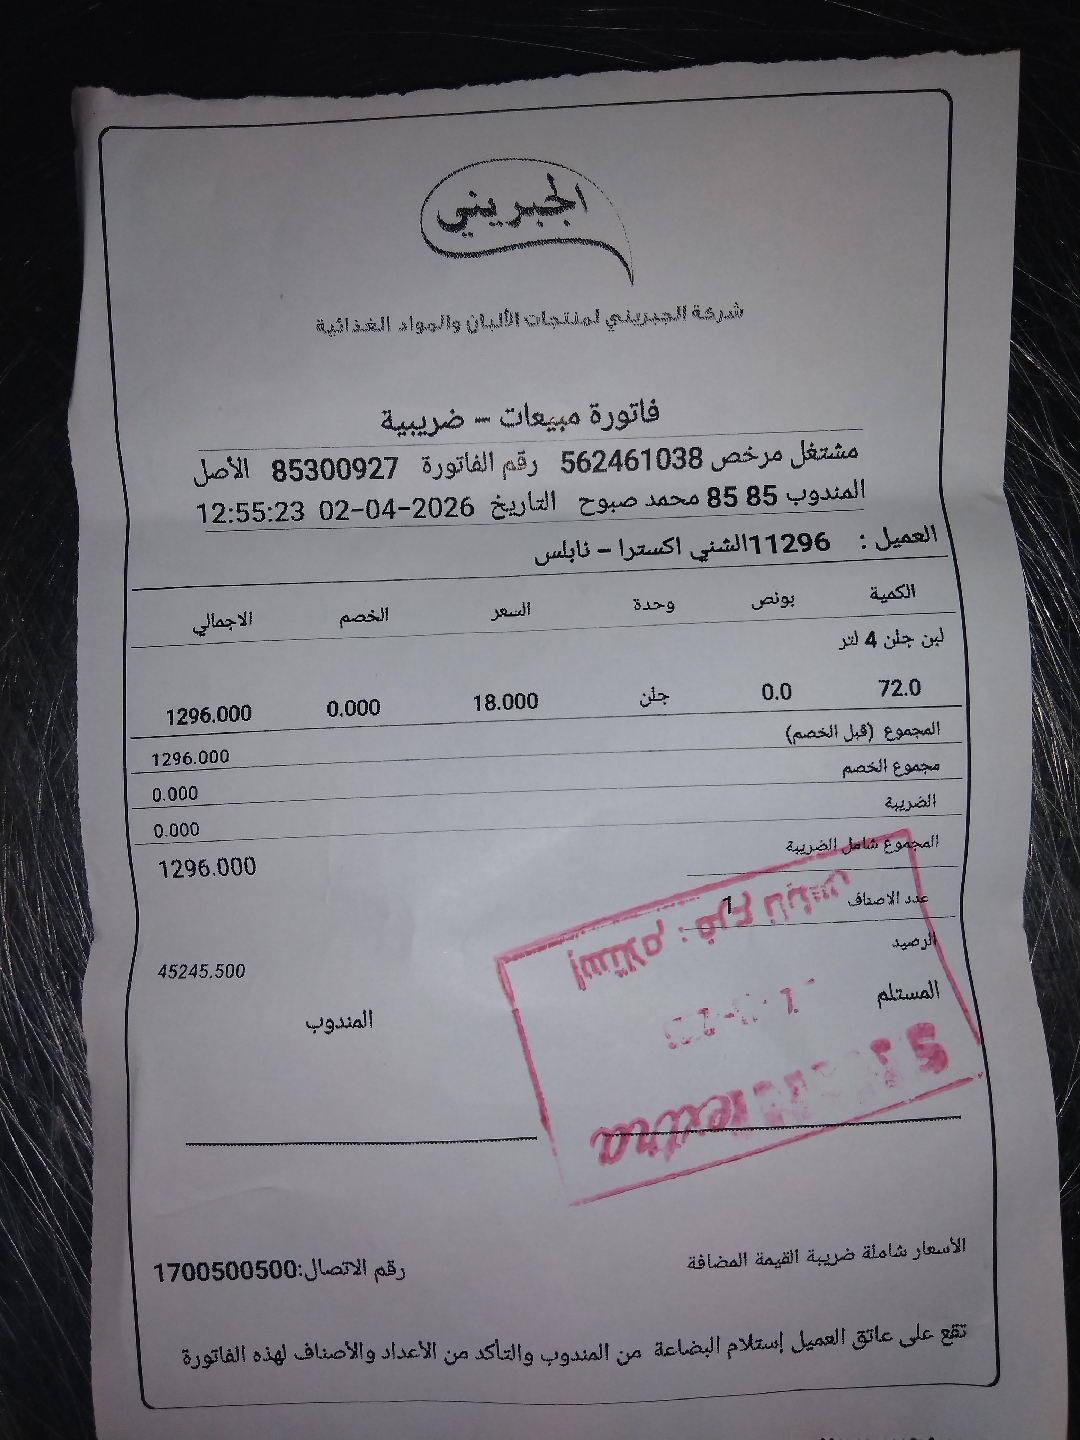 الجبريني
شركة الجبريني لمنتجات الألبان والمواد الغذائية
فاتورة مبيعات - ضريبية
مشتغل مرخص 562461038 رقم الفاتورة 85300927 الأصل
المندوب 85 85 محمد صبوح التاريخ 02-04-2026 12:55:23
العميل : 11296الشني اكسترا - نابلس
الكمية بونص وحدة السعر الخصم الاجمالي
لبن جلن 4 لتر
72.0 0.0 جلن 18.000 0.000 1296.000
المجموع (قبل الخصم) 1296.000
مجموع الخصم 0.000
الضريبة 0.000
المجموع شامل الضريبة 1296.000
عدد الاصناف 1
الرصيد 45245.500
المستلم المندوب
إستلام : فرع نابلس
extra
الأسعار شاملة ضريبة القيمة المضافة رقم الاتصال:1700500500
تقع على عاتق العميل إستلام البضاعة من المندوب والتأكد من الأعداد والأصناف لهذه الفاتورة